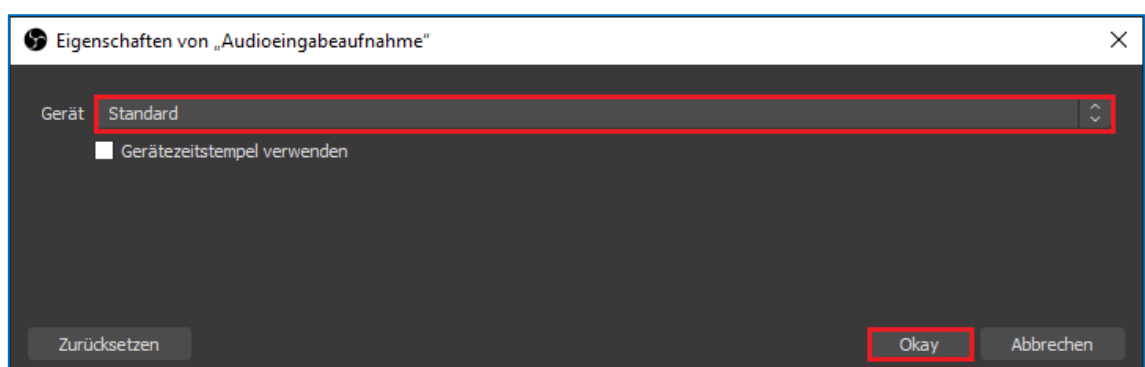 Eigenschaften von „Audioeingabeaufnahme“
Gerät Standard
Gerätezeitstempel verwenden
Zurücksetzen Okay Abbrechen